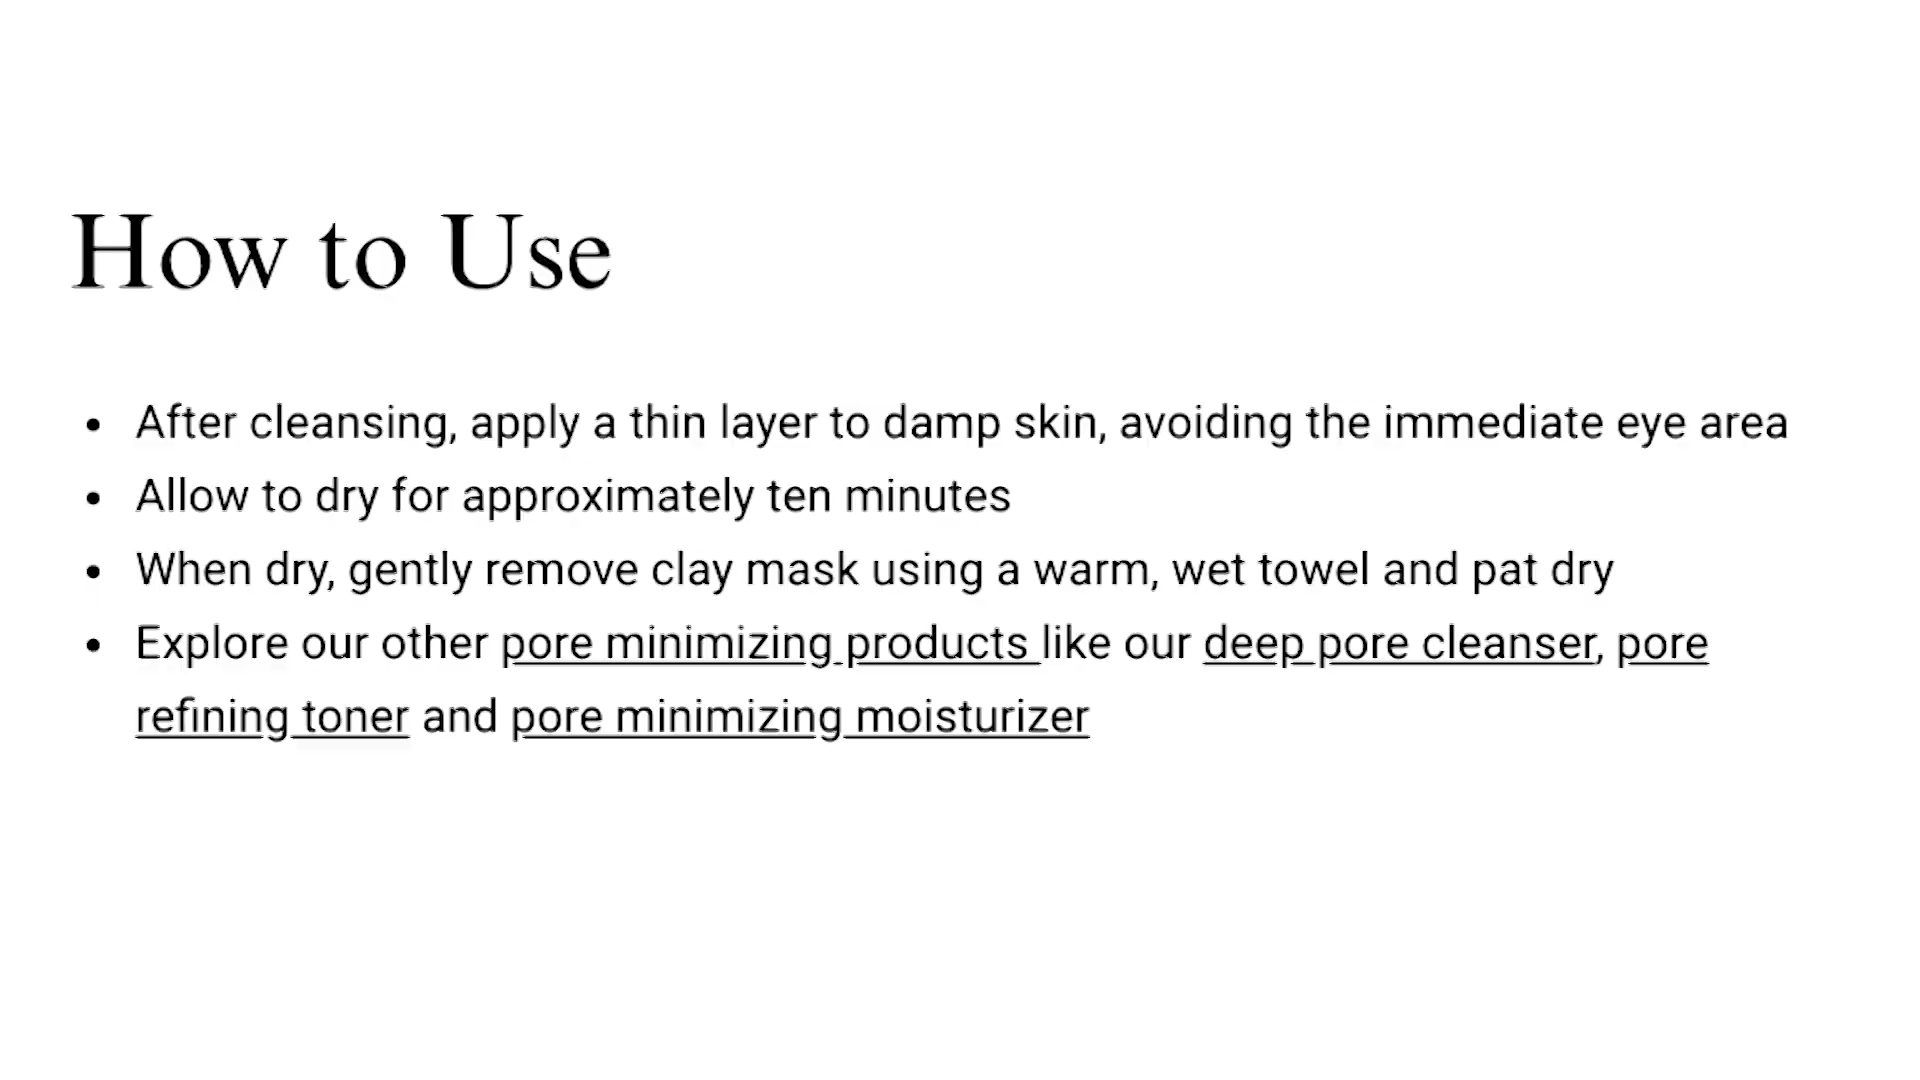 How to Use
• After cleansing, apply a thin layer to damp skin, avoiding the immediate eye area
• Allow to dry for approximately ten minutes
• When dry, gently remove clay mask using a warm, wet towel and pat dry
• Explore our other pore minimizing products like our deep pore cleanser, pore
refining toner and pore minimizing moisturizer